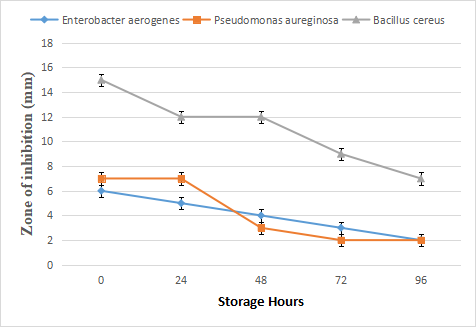 Enterobacter aerogenes Pseudomonas aureginosa Bacillus cereus
18
16
14
12
10
8
6
4
2
0
Zone of inhibition (mm)
0 24 48 72 96
Storage Hours